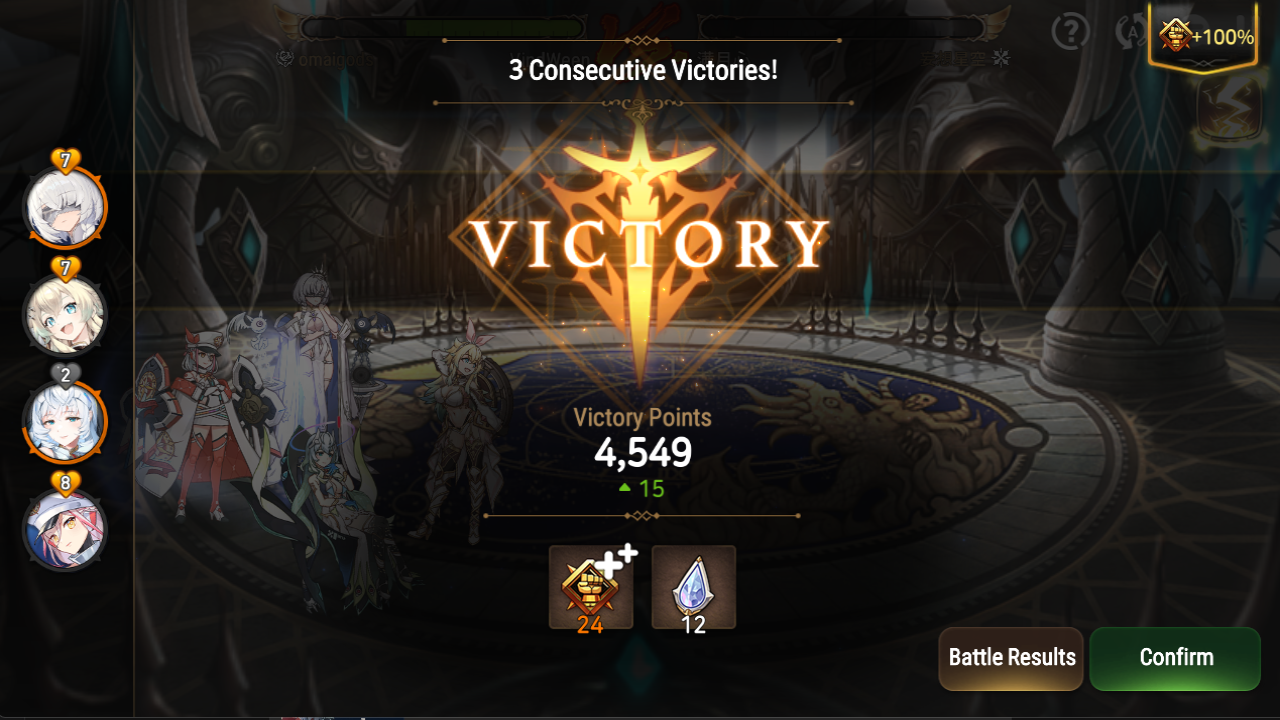 +100%
3 Consecutive Victories!
VICTORY
7
7
2
8
Victory Points
4,549
15
24
12
Battle Results
Confirm